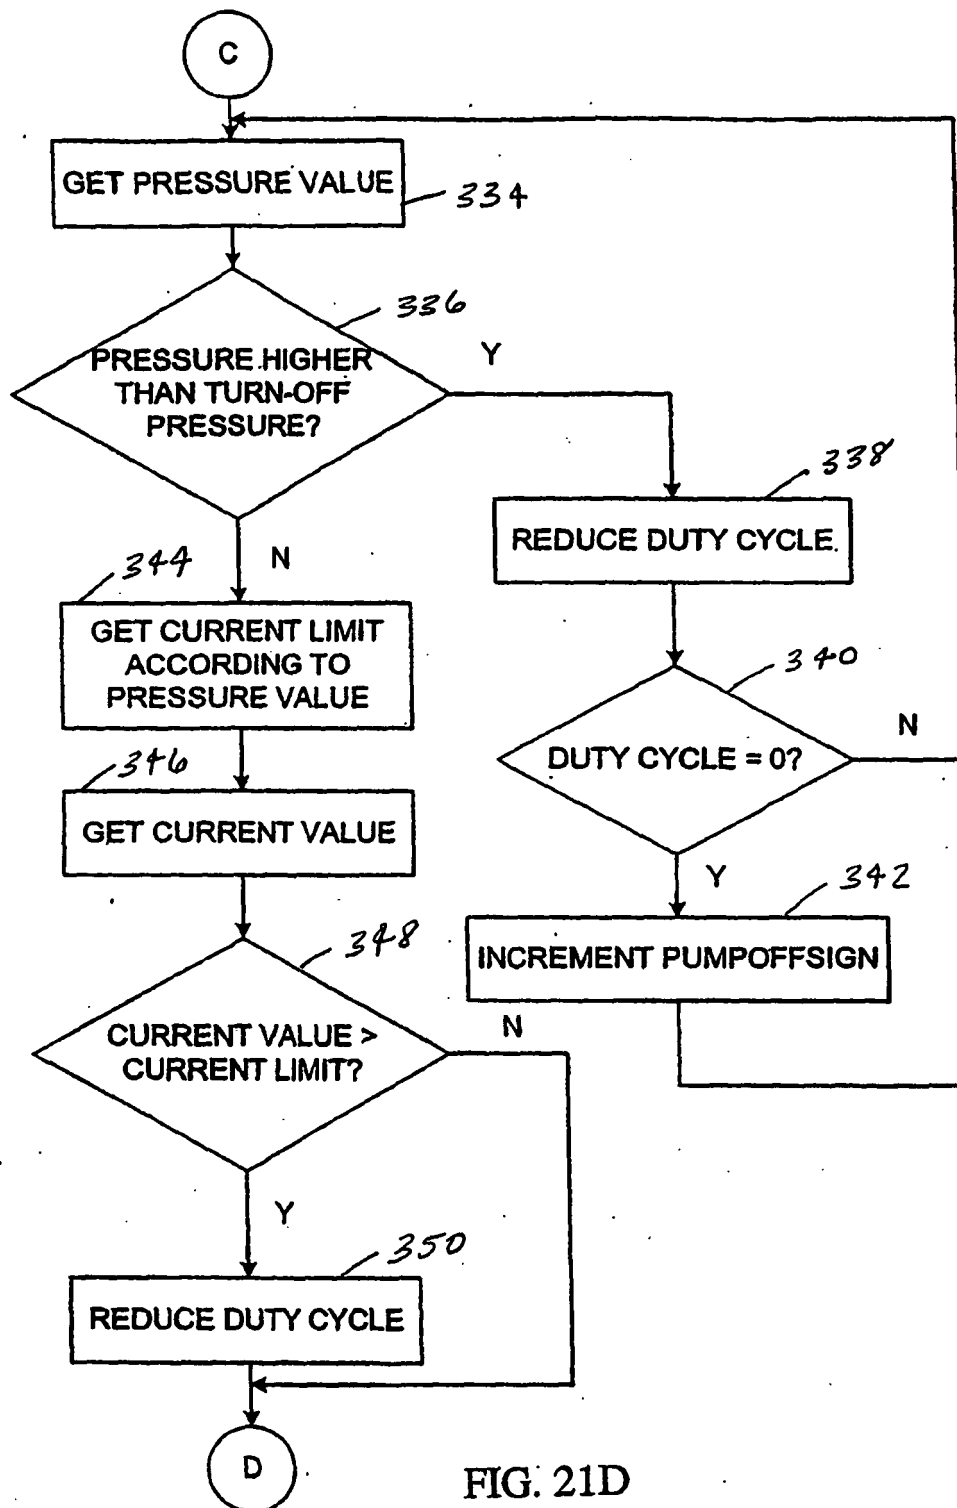 C
GET PRESSURE VALUE
334
336
PRESSURE HIGHER
THAN TURN-OFF
PRESSURE?
Y
338
REDUCE DUTY CYCLE
N
344
GET CURRENT LIMIT
ACCORDING TO
PRESSURE VALUE
340
DUTY CYCLE = 0?
N
346
GET CURRENT VALUE
Y
342
INCREMENT PUMPOFFSIGN
348
CURRENT VALUE >
CURRENT LIMIT?
N
Y
350
REDUCE DUTY CYCLE
D
FIG. 21D